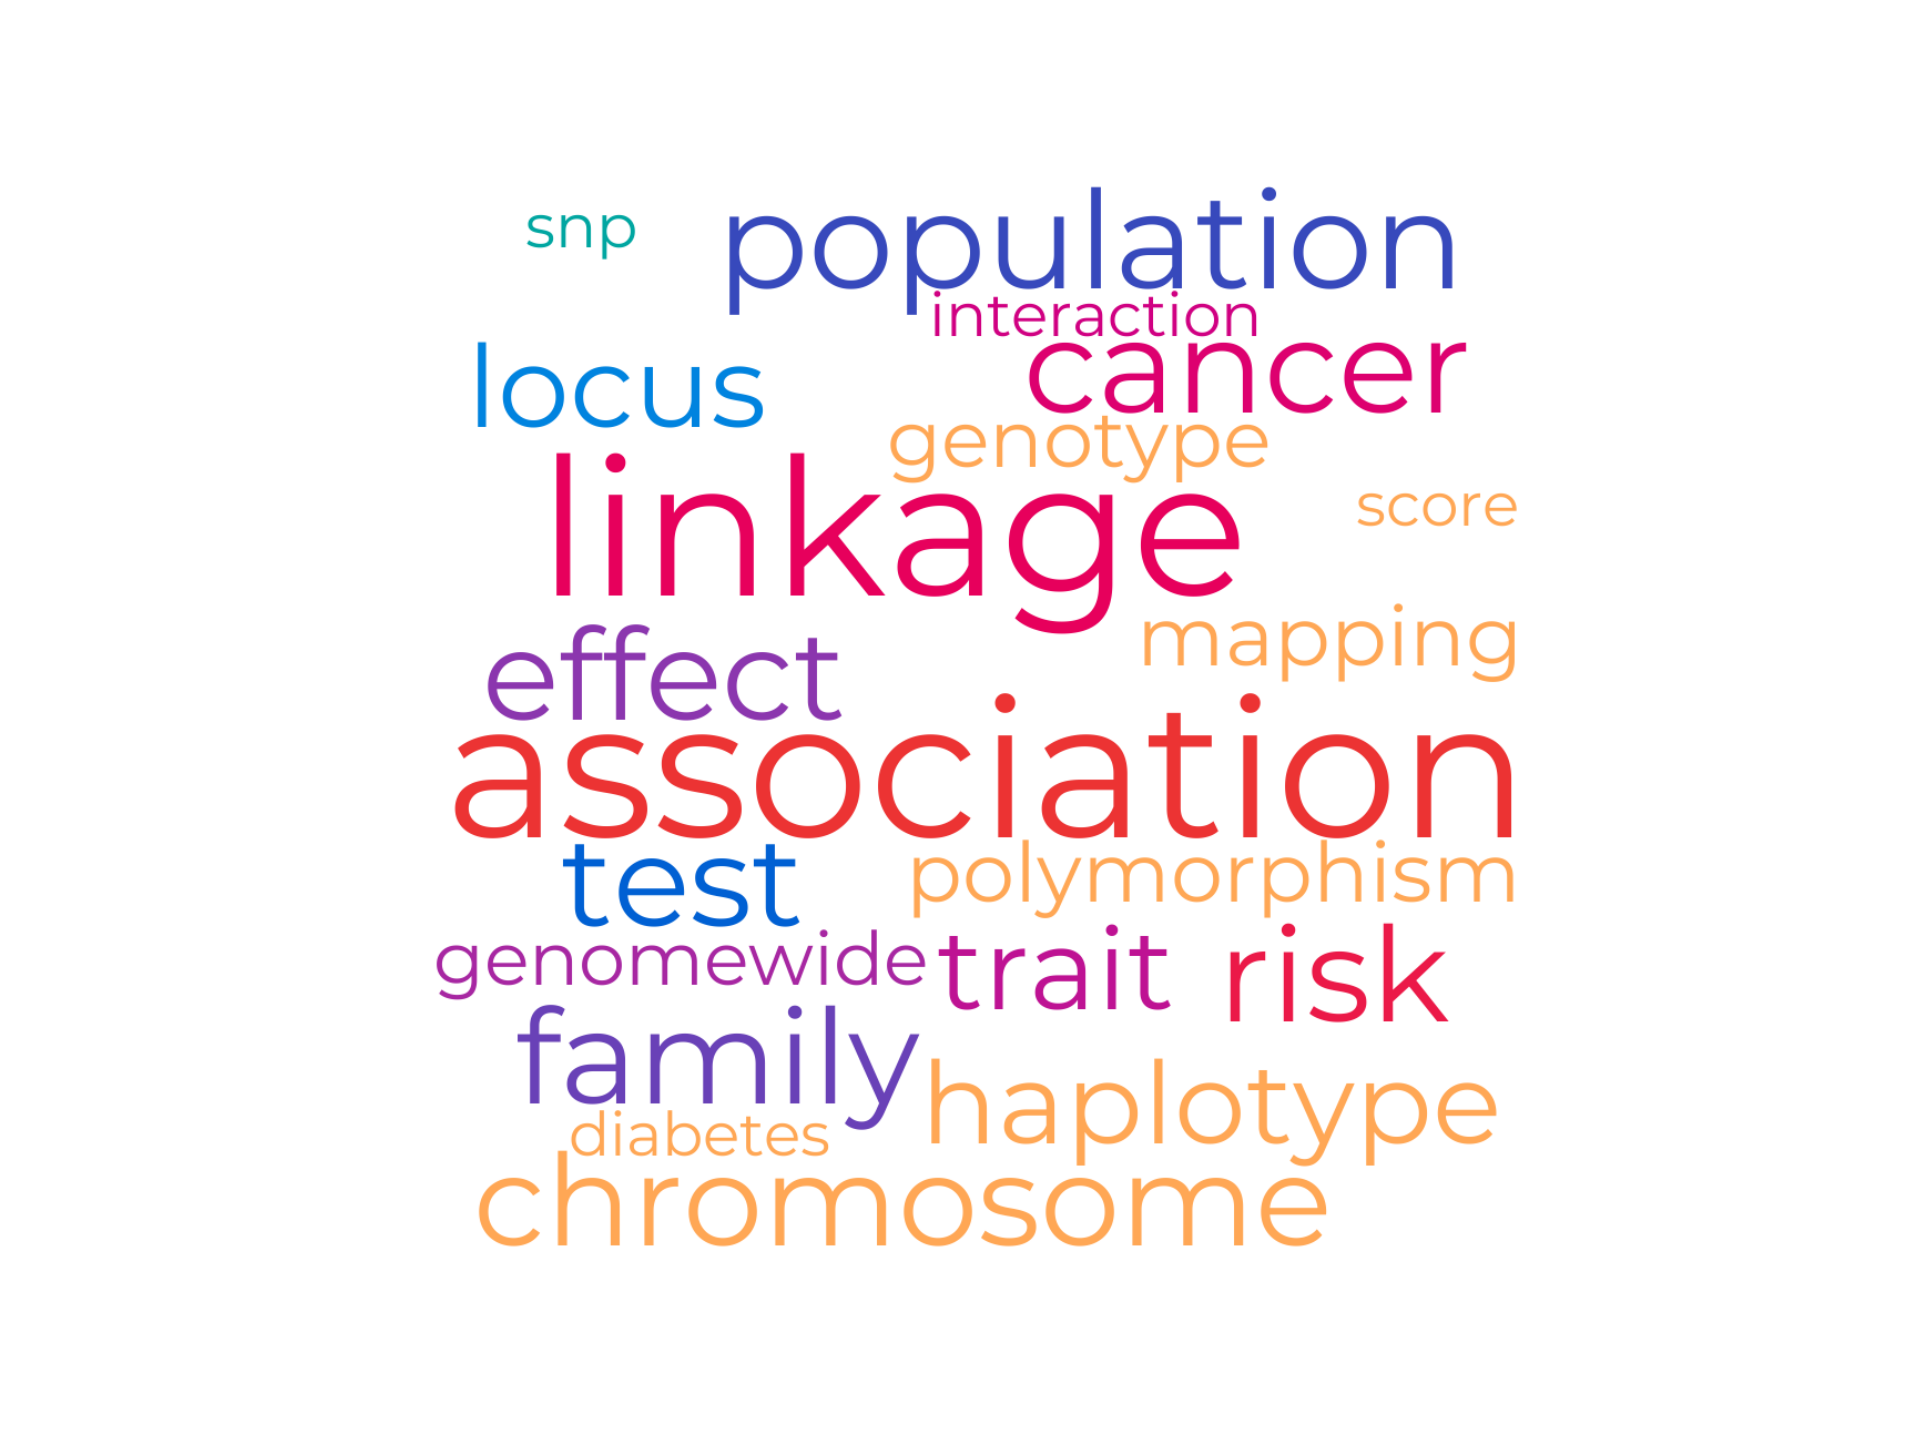 snp population
interaction
locus cancer
genotype
linkage score
effect mapping
association
test polymorphism
genomewide trait risk
family haplotype
diabetes
chromosome